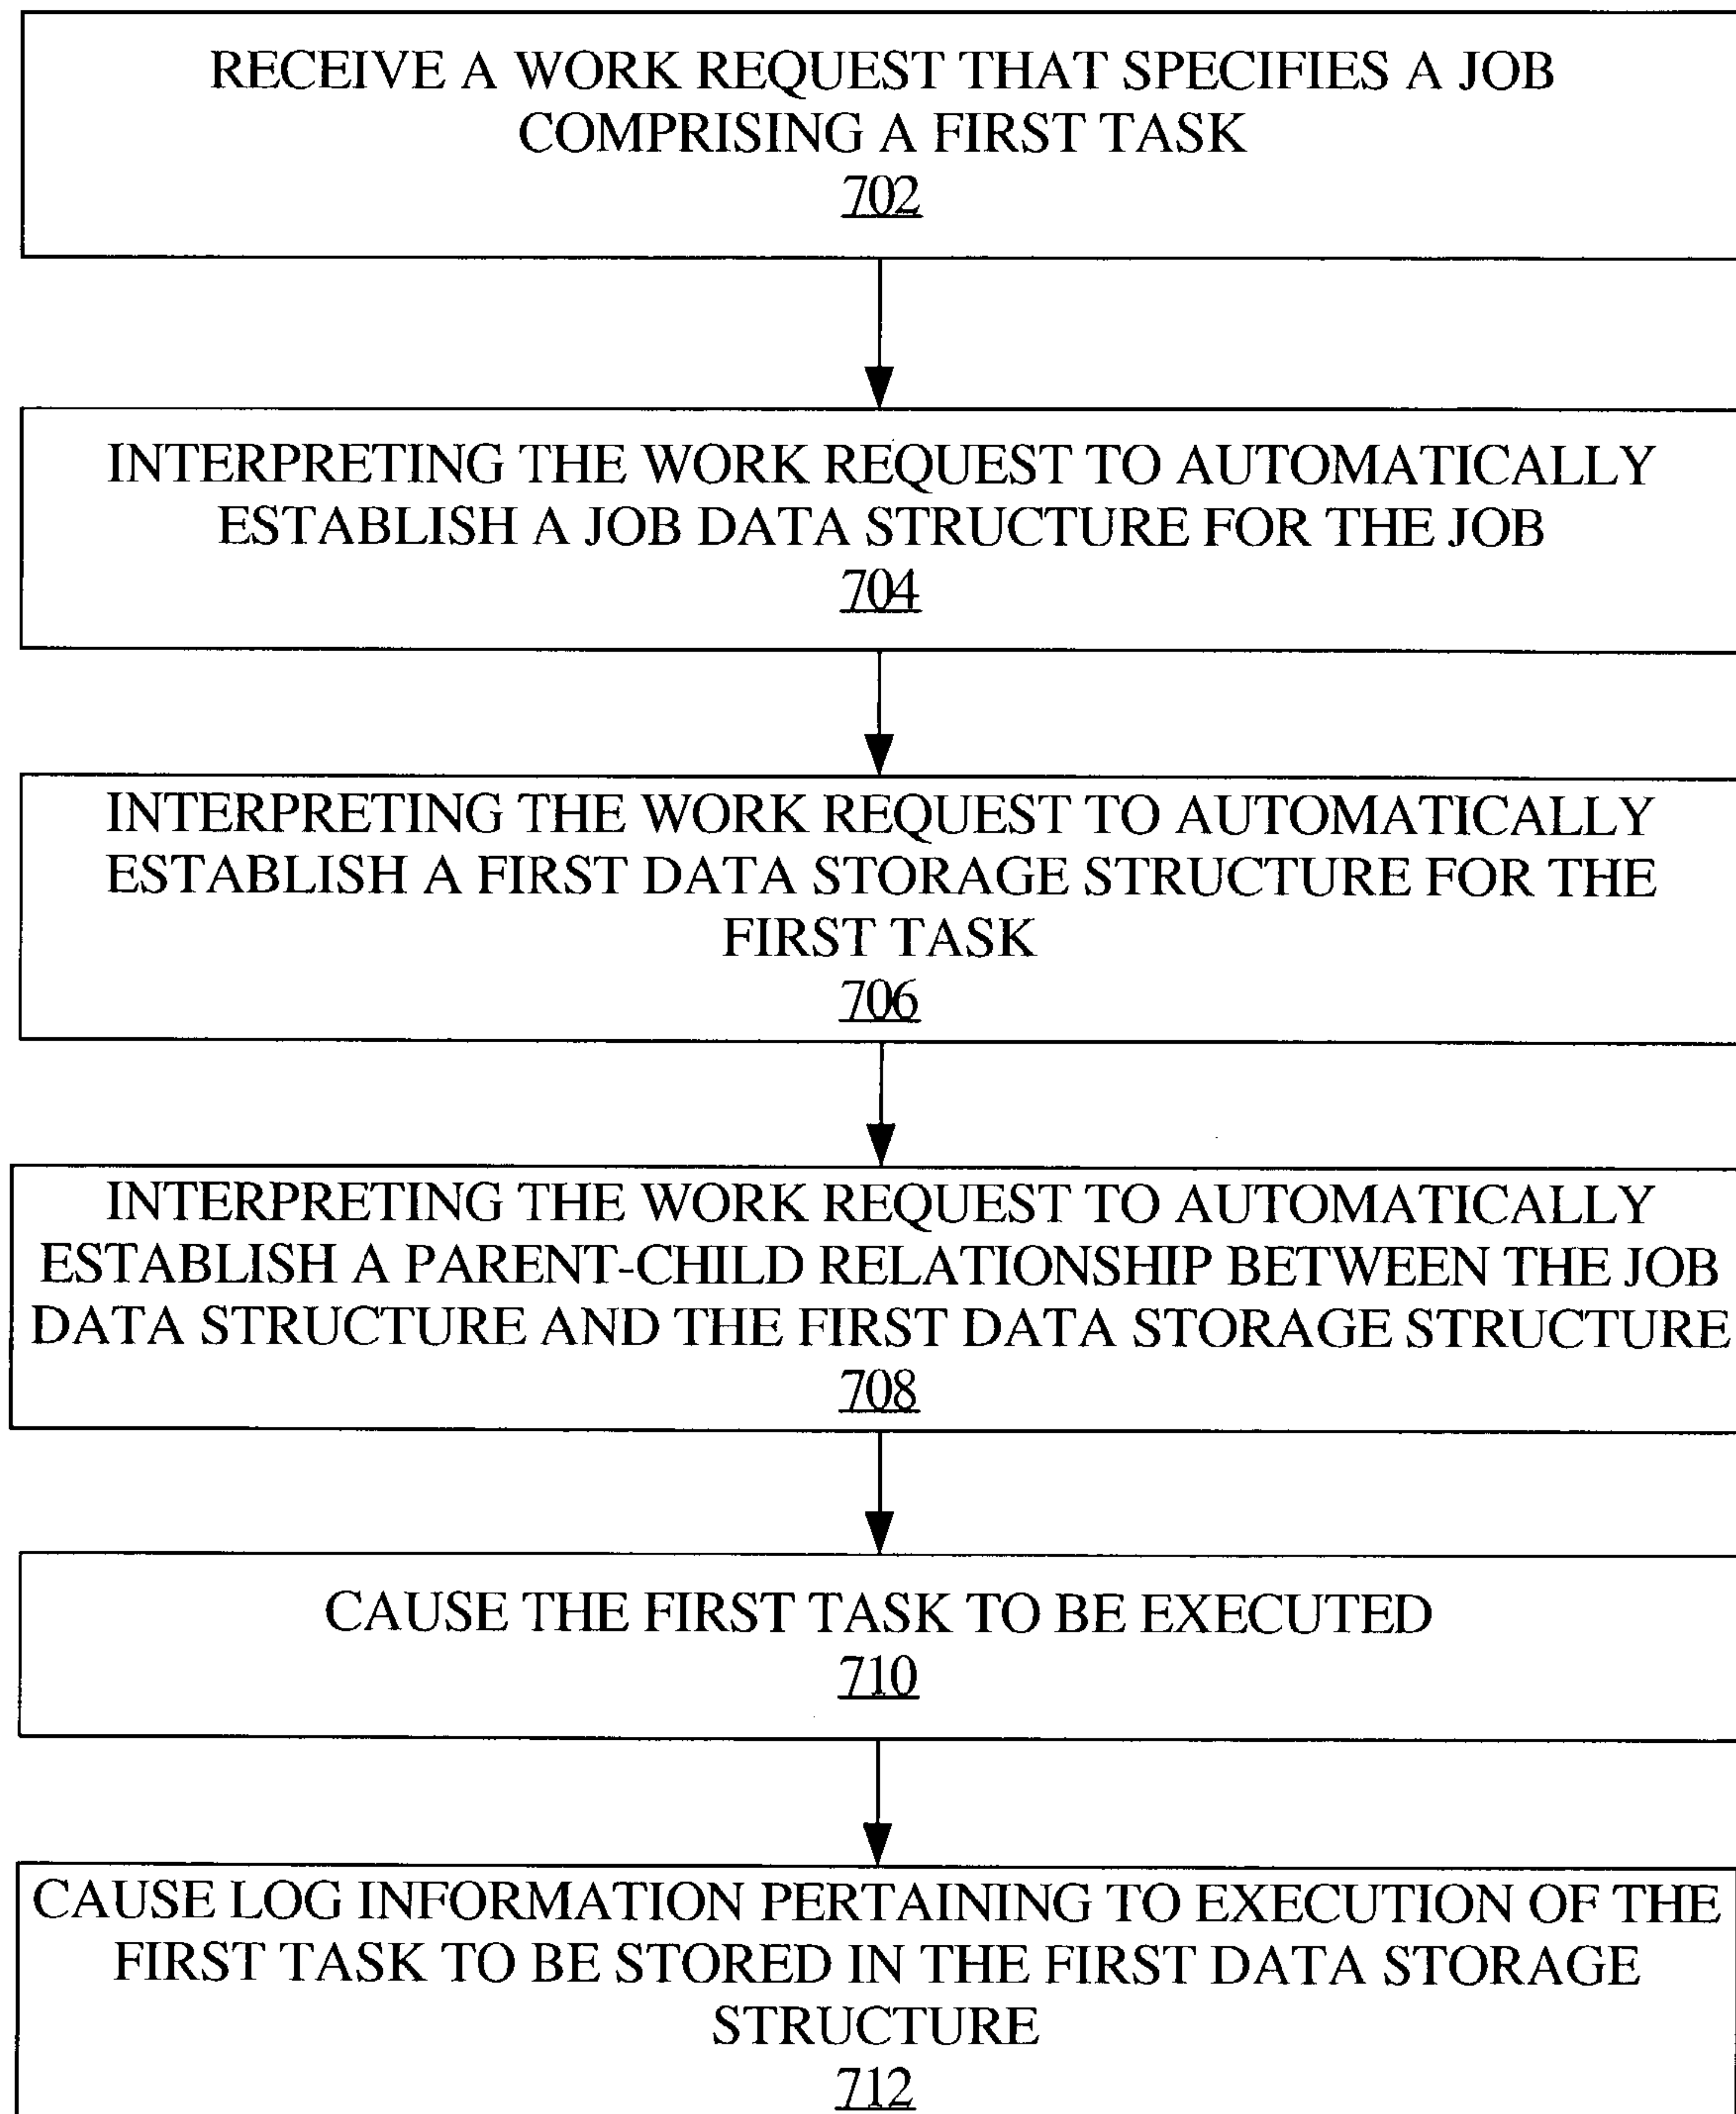 RECEIVE A WORK REQUEST THAT SPECIFIES A JOB
COMPRISING A FIRST TASK
702
INTERPRETING THE WORK REQUEST TO AUTOMATICALLY
ESTABLISH A JOB DATA STRUCTURE FOR THE JOB
704
INTERPRETING THE WORK REQUEST TO AUTOMATICALLY
ESTABLISH A FIRST DATA STORAGE STRUCTURE FOR THE
FIRST TASK
706
INTERPRETING THE WORK REQUEST TO AUTOMATICALLY
ESTABLISH A PARENT-CHILD RELATIONSHIP BETWEEN THE JOB
DATA STRUCTURE AND THE FIRST DATA STORAGE STRUCTURE
708
CAUSE THE FIRST TASK TO BE EXECUTED
710
CAUSE LOG INFORMATION PERTAINING TO EXECUTION OF THE
FIRST TASK TO BE STORED IN THE FIRST DATA STORAGE
STRUCTURE
712